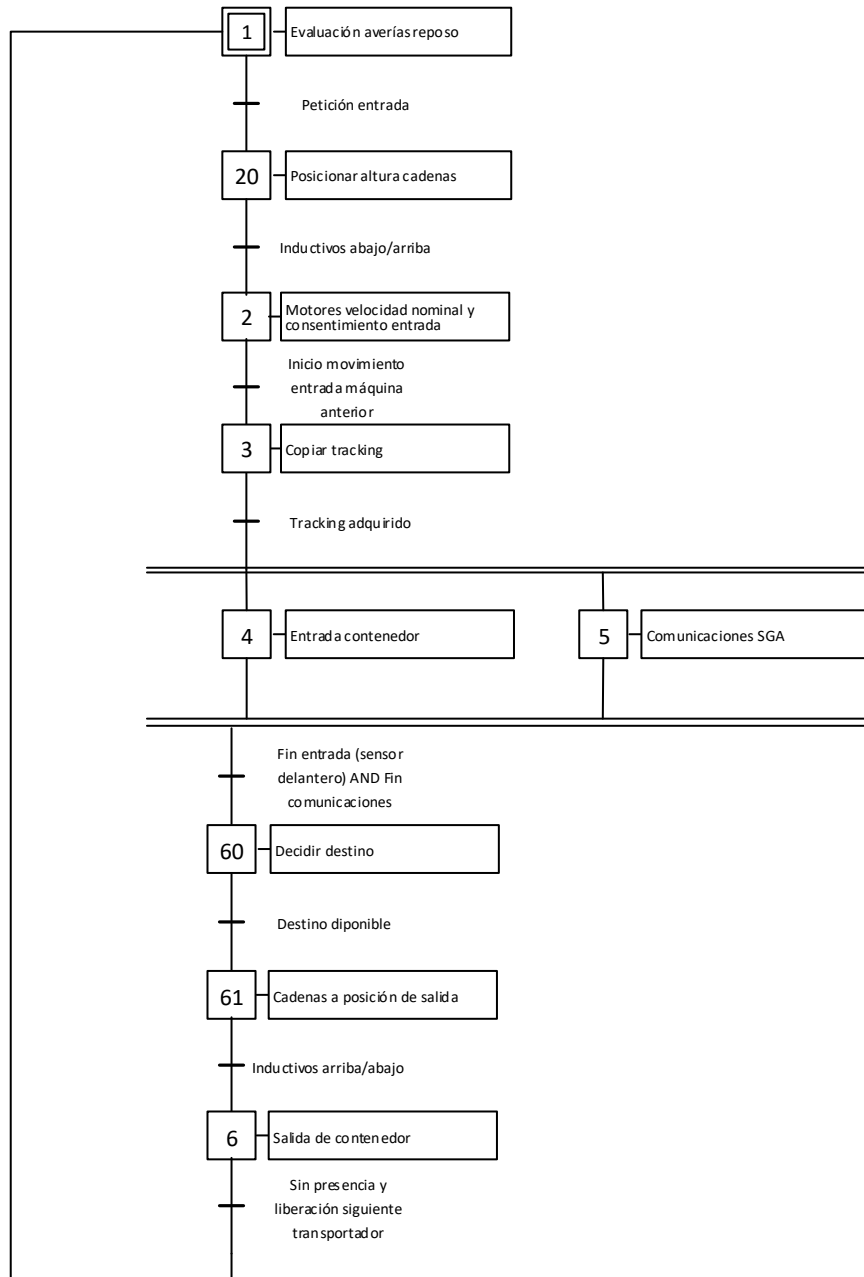 1
Evaluación averías reposo
Petición entrada
20
Posicionar altura cadenas
Inductivos abajo/arriba
2
Motores velocidad nominal y
consentimiento entrada
Inicio movimiento
entrada máquina
anterior
3
Copiar tracking
Tracking adquirido
4
Entrada contenedor
5
Comunicaciones SGA
Fin entrada (sensor
delantero) AND Fin
comunicaciones
60
Decidir destino
Destino diponible
61
Cadenas a posición de salida
Inductivos arriba/abajo
6
Salida de contenedor
Sin presencia y
liberación siguiente
transportador